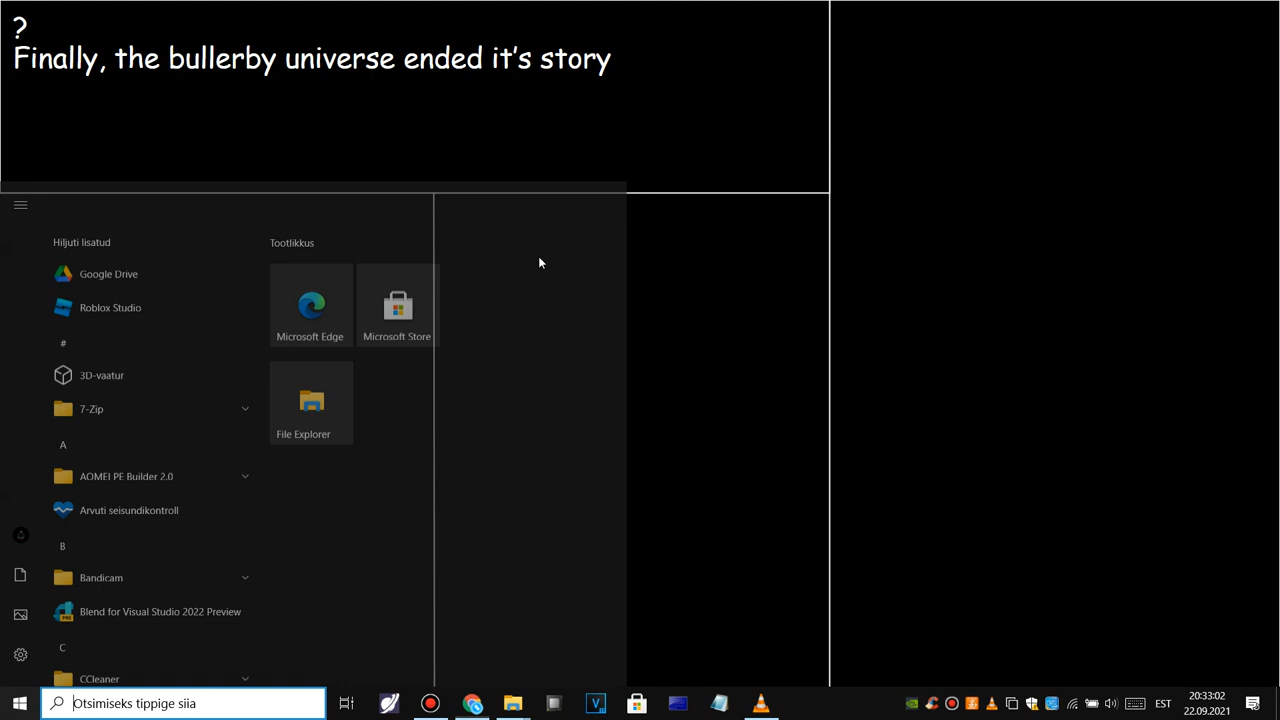 ?
Finally, the bullerby universe ended it's story
Hiljuti lisatud
Google Drive
Roblox Studio
#
3D-vaatur
7-Zip
A
AOMEI PE Builder 2.0
Arvuti seisundikontroll
B
Bandicam
Blend for Visual Studio 2022 Preview
C
CCleaner
Tootlikkus
Microsoft Edge
Microsoft Store
File Explorer
Otsimiseks tippige siia
EST
20:33:02
22.09.2021